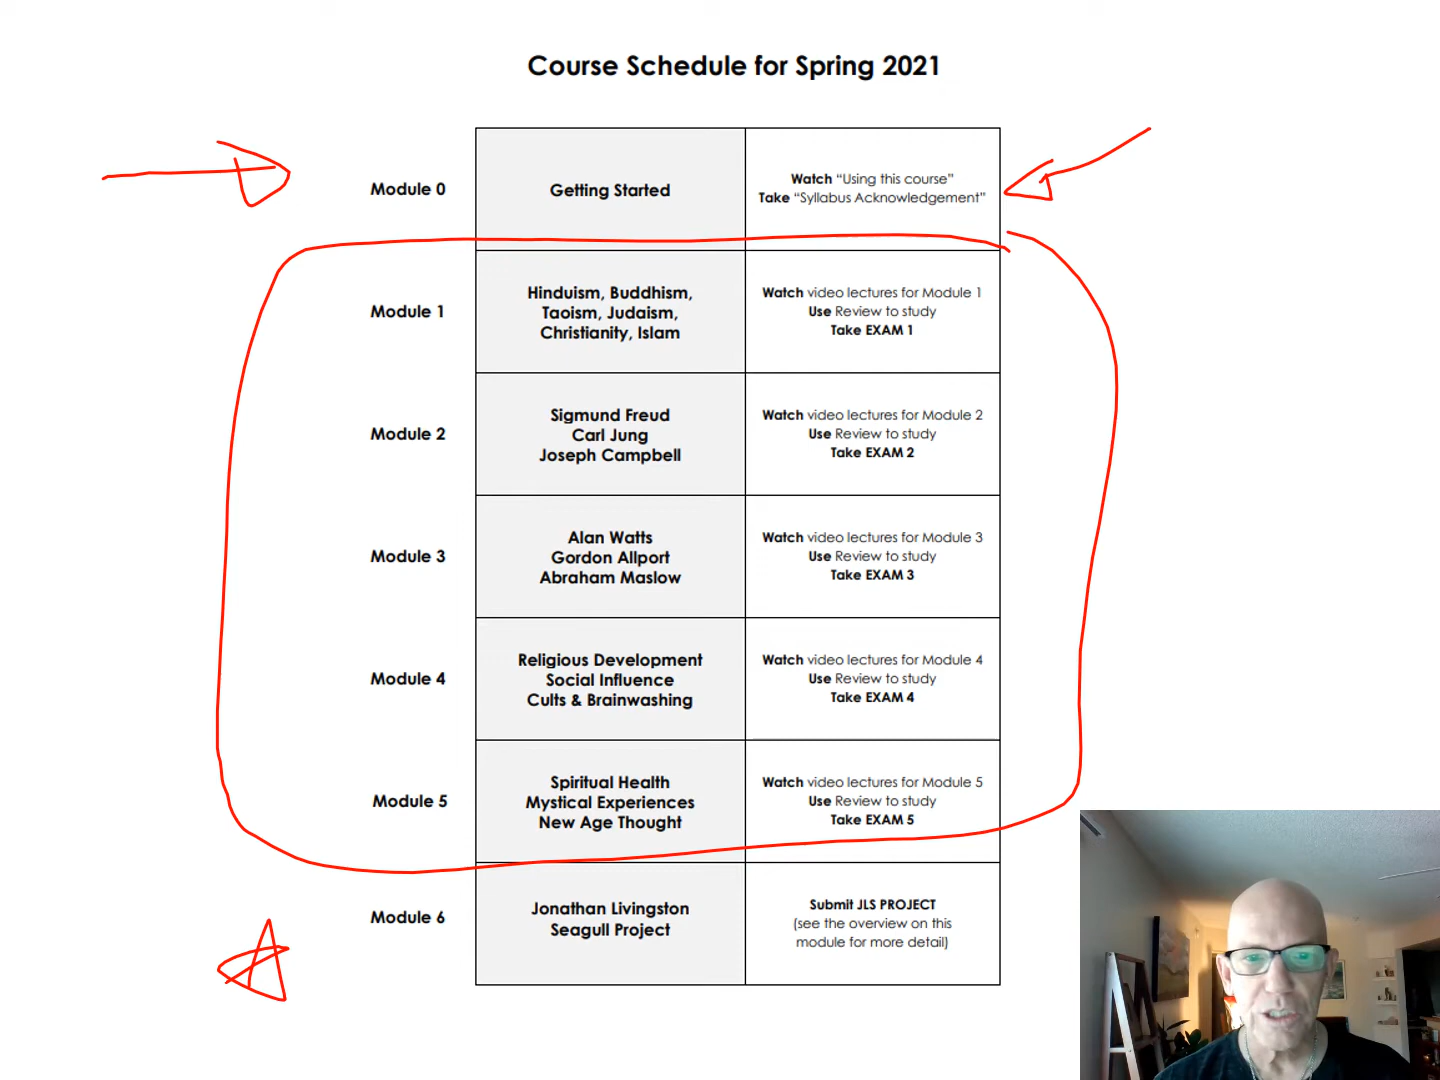 Course Schedule for Spring 2021
Module 0
Getting Started
Watch “Using this course”
Take “Syllabus Acknowledgement”
Module 1
Hinduism, Buddhism,
Taoism, Judaism,
Christianity, Islam
Watch video lectures for Module 1
Use Review to study
Take EXAM 1
Module 2
Sigmund Freud
Carl Jung
Joseph Campbell
Watch video lectures for Module 2
Use Review to study
Take EXAM 2
Module 3
Alan Watts
Gordon Allport
Abraham Maslow
Watch video lectures for Module 3
Use Review to study
Take EXAM 3
Module 4
Religious Development
Social Influence
Cults & Brainwashing
Watch video lectures for Module 4
Use Review to study
Take EXAM 4
Module 5
Spiritual Health
Mystical Experiences
New Age Thought
Watch video lectures for Module 5
Use Review to study
Take EXAM 5
Module 6
Jonathan Livingston
Seagull Project
Submit JLS PROJECT
(see the overview on this
module for more detail)